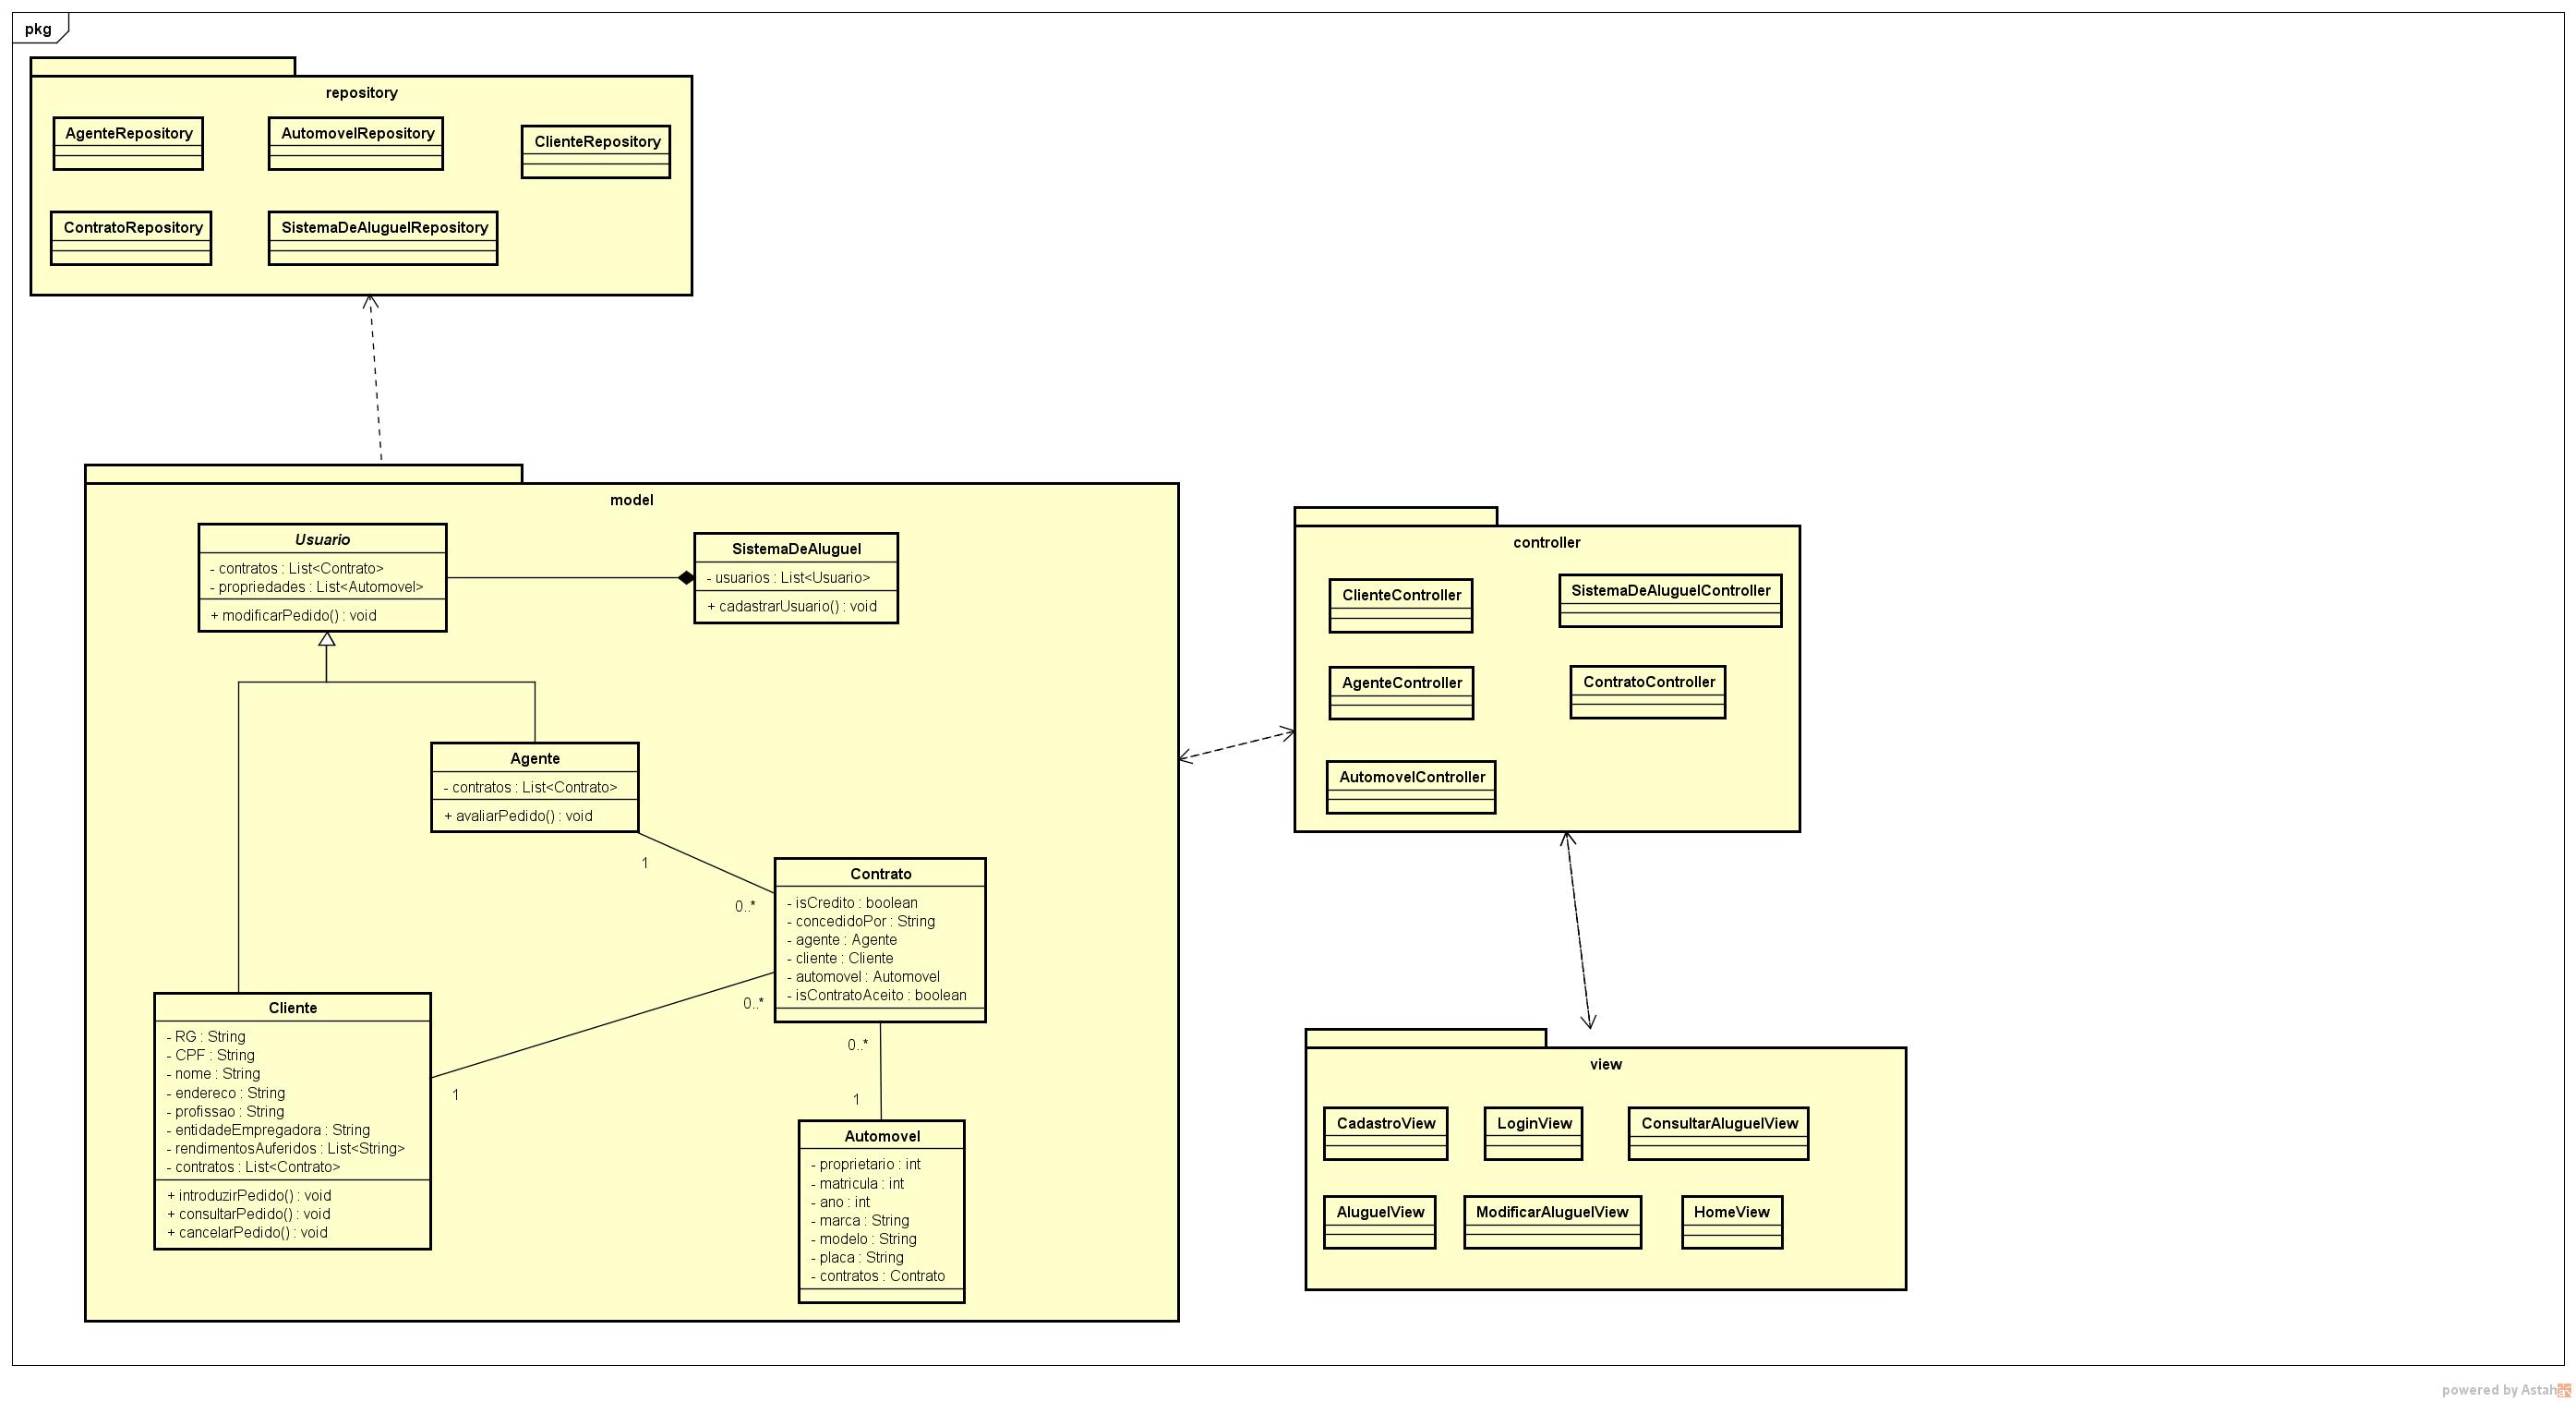 pkg
repository
AgenteRepository
AutomovelRepository
ClienteRepository
ContratoRepository
SistemaDeAluguelRepository
model
Usuario
- contratos : List<Contrato>
- propriedades : List<Automovel>
+ modificarPedido() : void
SistemaDeAluguel
- usuarios : List<Usuario>
+ cadastrarUsuario() : void
Agente
- contratos : List<Contrato>
+ avaliarPedido() : void
1
0..*
Contrato
- isCredito : boolean
- concedidoPor : String
- agente : Agente
- cliente : Cliente
- automovel : Automovel
- isContratoAceito : boolean
0..*
1
0..*
1
Cliente
- RG : String
- CPF : String
- nome : String
- endereco : String
- profissao : String
- entidadeEmpregadora : String
- rendimentosAuferidos : List<String>
- contratos : List<Contrato>
+ introduzirPedido() : void
+ consultarPedido() : void
+ cancelarPedido() : void
Automovel
- proprietario : int
- matricula : int
- ano : int
- marca : String
- modelo : String
- placa : String
- contratos : Contrato
controller
ClienteController
SistemaDeAluguelController
AgenteController
ContratoController
AutomovelController
view
CadastroView
LoginView
ConsultarAluguelView
AluguelView
ModificarAluguelView
HomeView
powered by Astah